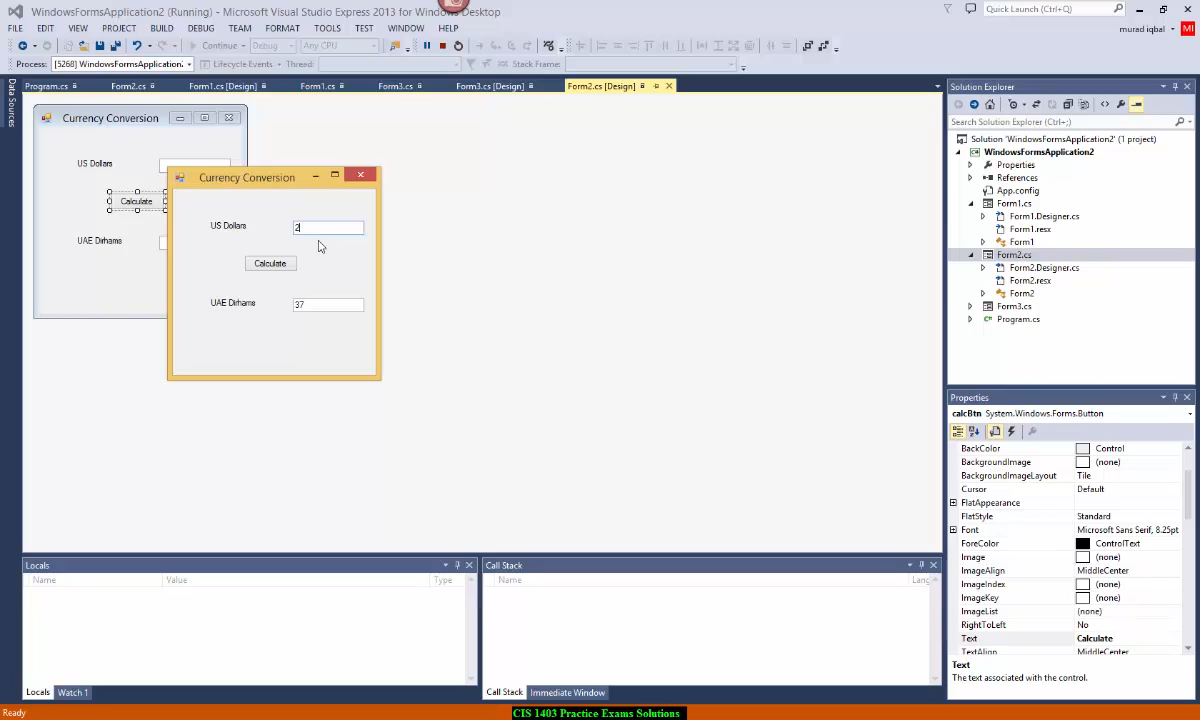 WindowsFormsApplication2 (Running) - Microsoft Visual Studio Express 2013 for Windows Desktop
Quick Launch (Ctrl+Q)
FILE EDIT VIEW PROJECT BUILD DEBUG TEAM FORMAT TOOLS TEST WINDOW HELP
murad iqbal
MI
Continue Debug Any CPU
Process: [5268] WindowsFormsApplication. Lifecycle Events Thread: Stack Frame:
Data Sources
Program.cs Form2.cs Form1.cs [Design] Form1.cs Form3.cs Form3.cs [Design] Form2.cs [Design]
Currency Conversion
US Dollars
Calculate
UAE Dirhams
Currency Conversion
US Dollars 2
Calculate
UAE Dirhams 37
Solution Explorer
Search Solution Explorer (Ctrl+;)
Solution 'WindowsFormsApplication2' (1 project)
WindowsFormsApplication2
Properties
References
App.config
Form1.cs
Form1.Designer.cs
Form1.resx
Form1
Form2.cs
Form2.Designer.cs
Form2.resx
Form2
Form3.cs
Program.cs
Properties
calcBtn System.Windows.Forms.Button
BackColor Control
BackgroundImage (none)
BackgroundImageLayout Tile
Cursor Default
FlatAppearance
FlatStyle Standard
Font Microsoft Sans Serif, 8.25pt
ForeColor ControlText
Image (none)
ImageAlign MiddleCenter
ImageIndex (none)
ImageKey (none)
ImageList (none)
RightToLeft No
Text Calculate
TextAlign MiddleCenter
Text
The text associated with the control.
Locals
Name Value Type
Locals Watch 1
Call Stack
Name Lang
Call Stack Immediate Window
Ready
CIS 1403 Practice Exams Solutions